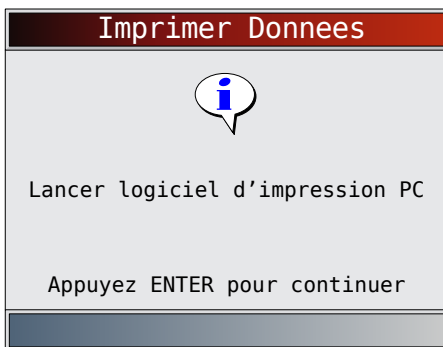 Imprimer Donnees
i
Lancer logiciel d’impression PC
Appuyez ENTER pour continuer